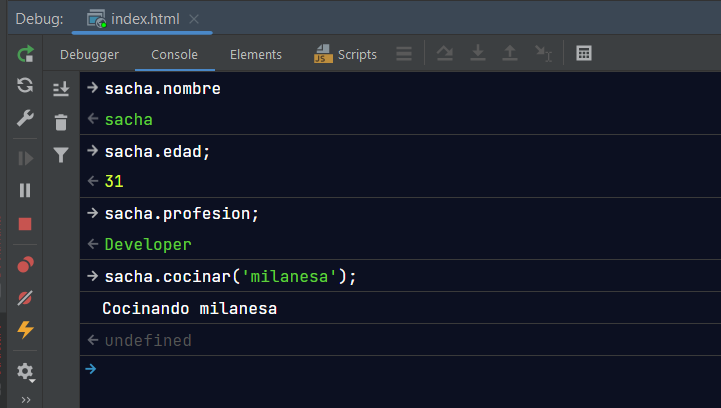 Debug: index.html
Debugger Console Elements JS Scripts
sacha.nombre
sacha
sacha.edad;
31
sacha.profesion;
Developer
sacha.cocinar('milanesa');
Cocinando milanesa
undefined